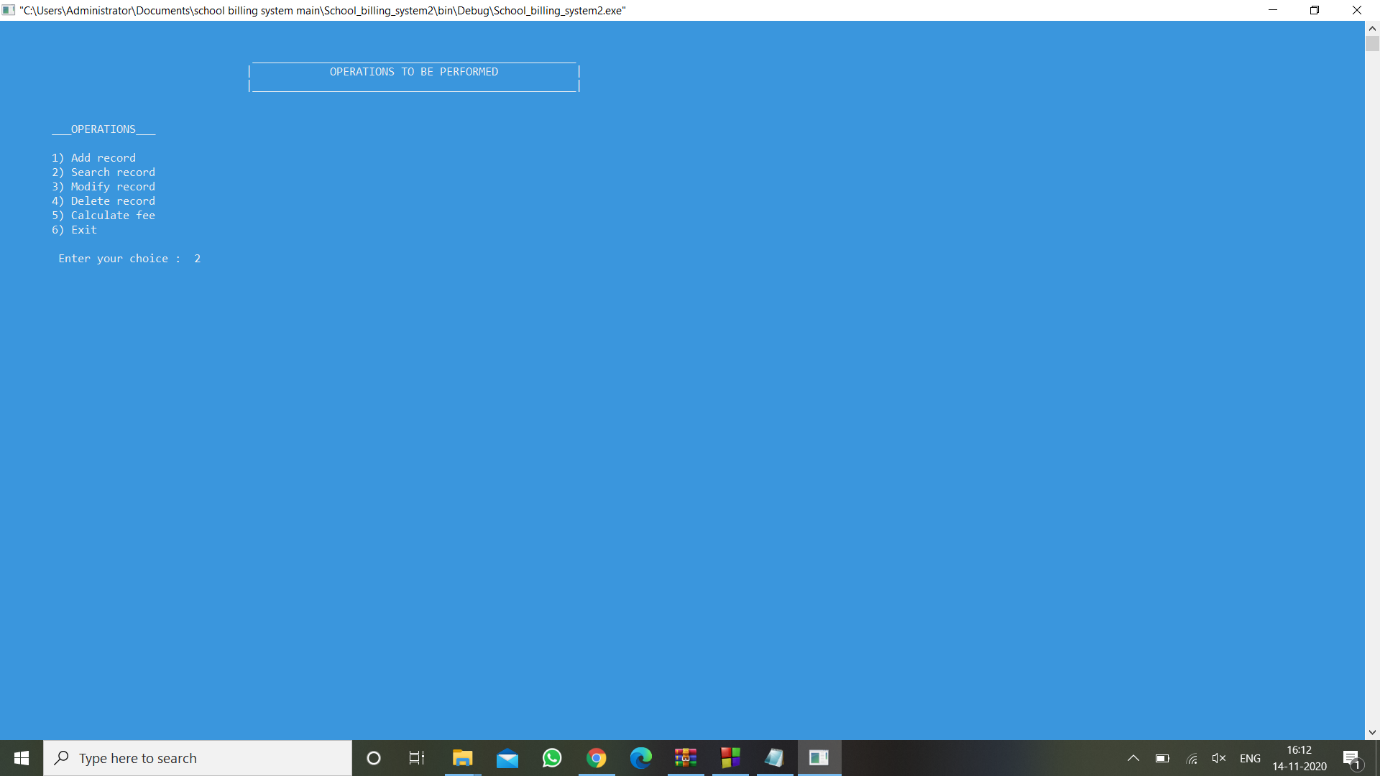 "C:\Users\Administrator\Documents\school billing system main\School_billing_system2\bin\Debug\School_billing_system2.exe"
OPERATIONS TO BE PERFORMED
___OPERATIONS___
1) Add record
2) Search record
3) Modify record
4) Delete record
5) Calculate fee
6) Exit
Enter your choice :  2
Type here to search
ENG
16:12
14-11-2020
1